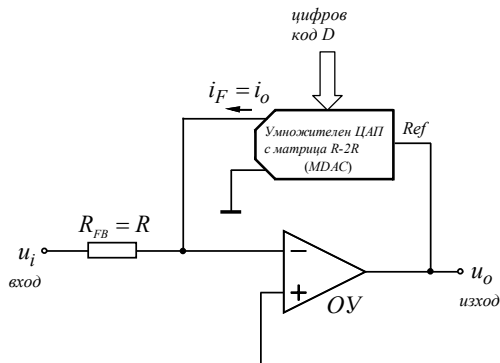 цифров
код D
i_F = i_o
Умножителен ЦАП
с матрица R-2R
(MDAC)
Ref
R_FB = R
u_i
вход
−
+
ОУ
u_o
изход